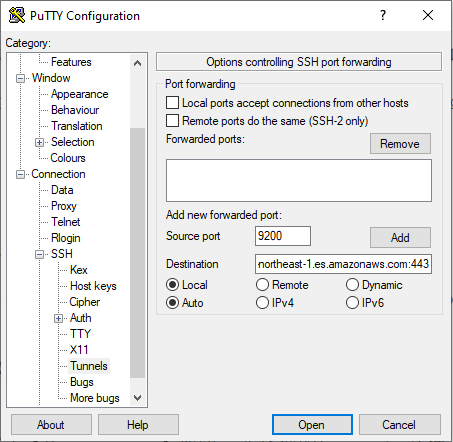 PuTTY Configuration
?
Category:
Features
Window
Appearance
Behaviour
Translation
Selection
Colours
Connection
Data
Proxy
Telnet
Rlogin
SSH
Kex
Host keys
Cipher
Auth
TTY
X11
Tunnels
Bugs
More bugs
Options controlling SSH port forwarding
Port forwarding
Local ports accept connections from other hosts
Remote ports do the same (SSH-2 only)
Forwarded ports:
Remove
Add new forwarded port:
Source port
9200
Add
Destination
northeast-1.es.amazonaws.com:443
Local
Remote
Dynamic
Auto
IPv4
IPv6
About
Help
Open
Cancel